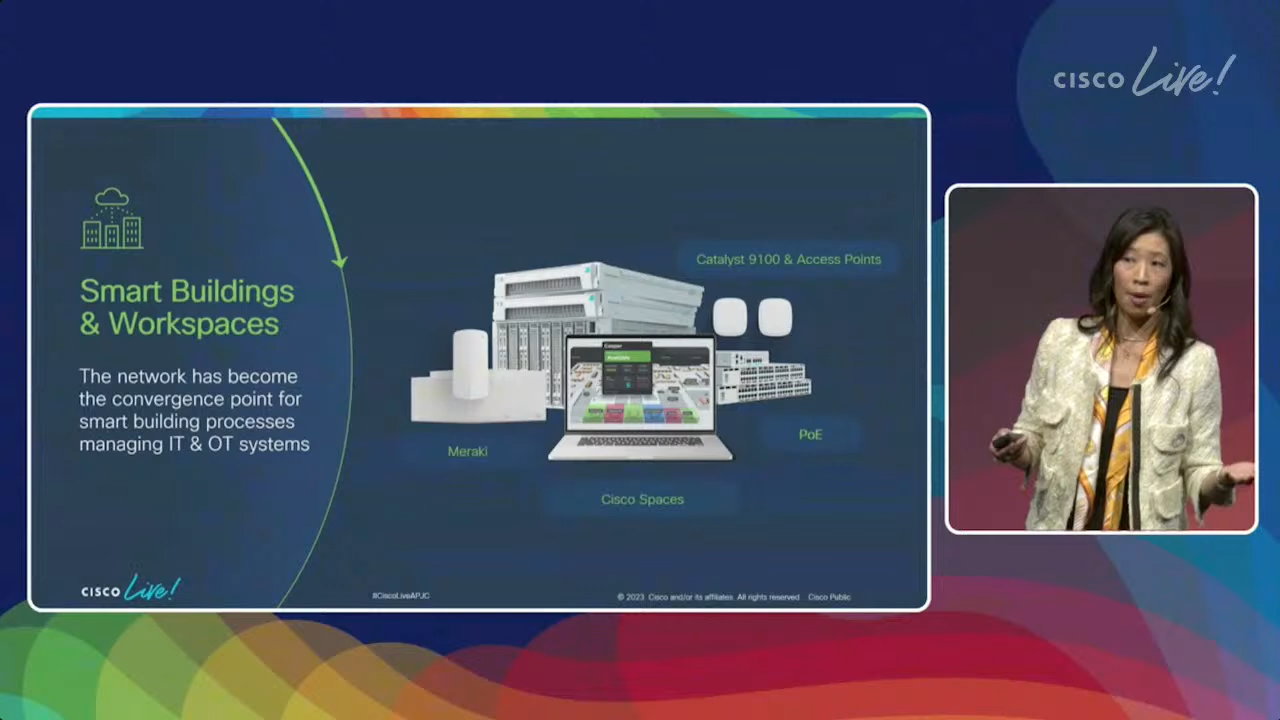 CISCO Live!
Smart Buildings
& Workspaces
The network has become
the convergence point for
smart building processes
managing IT & OT systems
Catalyst 9100 & Access Points
Meraki
PoE
Cisco Spaces
CISCO Live!
#CiscoLiveAPJC
© 2023 Cisco and/or its affiliates. All rights reserved Cisco Public